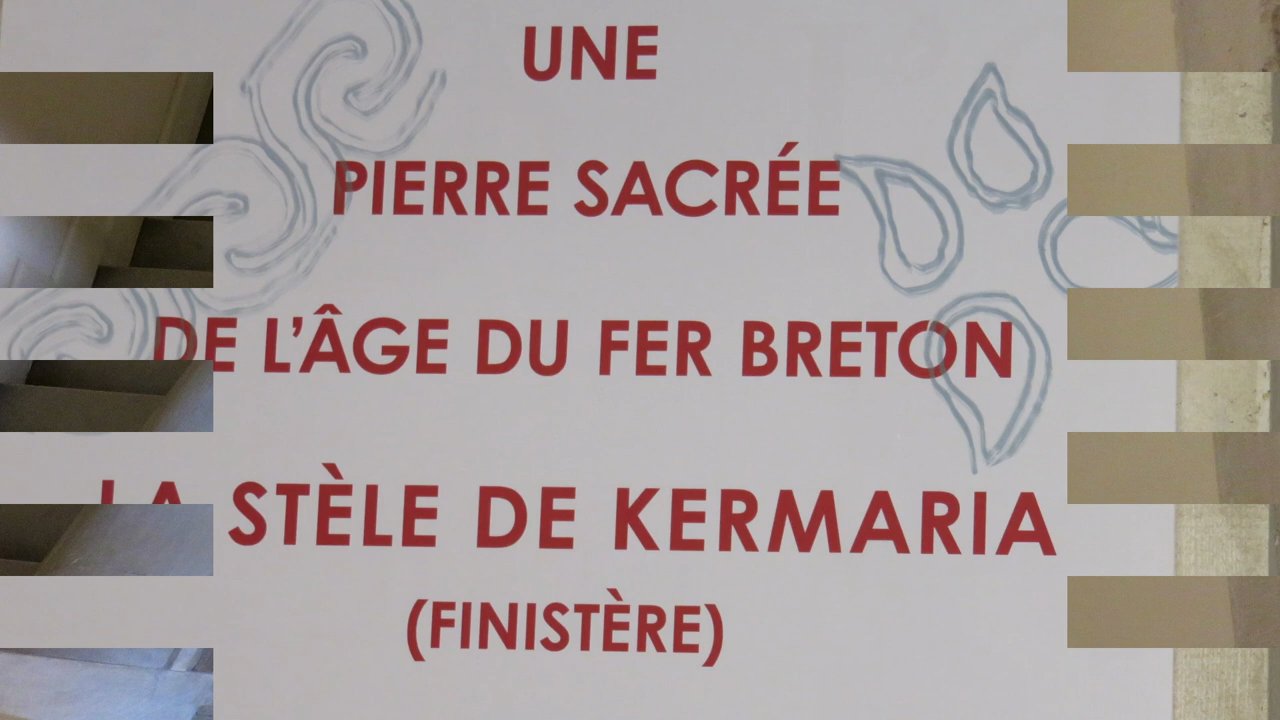 UNE
PIERRE SACRÉE
DE L'ÂGE DU FER BRETON
LA STÈLE DE KERMARIA
(FINISTÈRE)